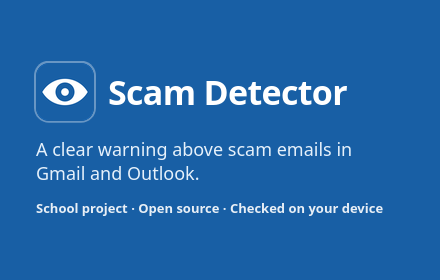 Scam Detector
A clear warning above scam emails in
Gmail and Outlook.
School project · Open source · Checked on your device